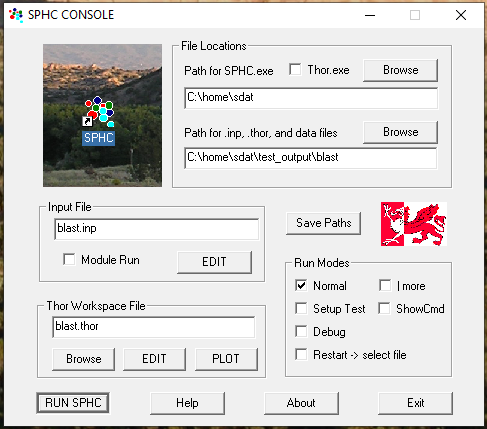 SPHC CONSOLE
File Locations
Path for SPHC.exe
Thor.exe
Browse
C:\home\sdat
Path for .inp, .thor, and data files
Browse
C:\home\sdat\test_output\blast
SPHC
Input File
blast.inp
Module Run
EDIT
Save Paths
Run Modes
Normal
| more
Setup Test
ShowCmd
Debug
Restart -> select file
Thor Workspace File
blast.thor
Browse
EDIT
PLOT
RUN SPHC
Help
About
Exit